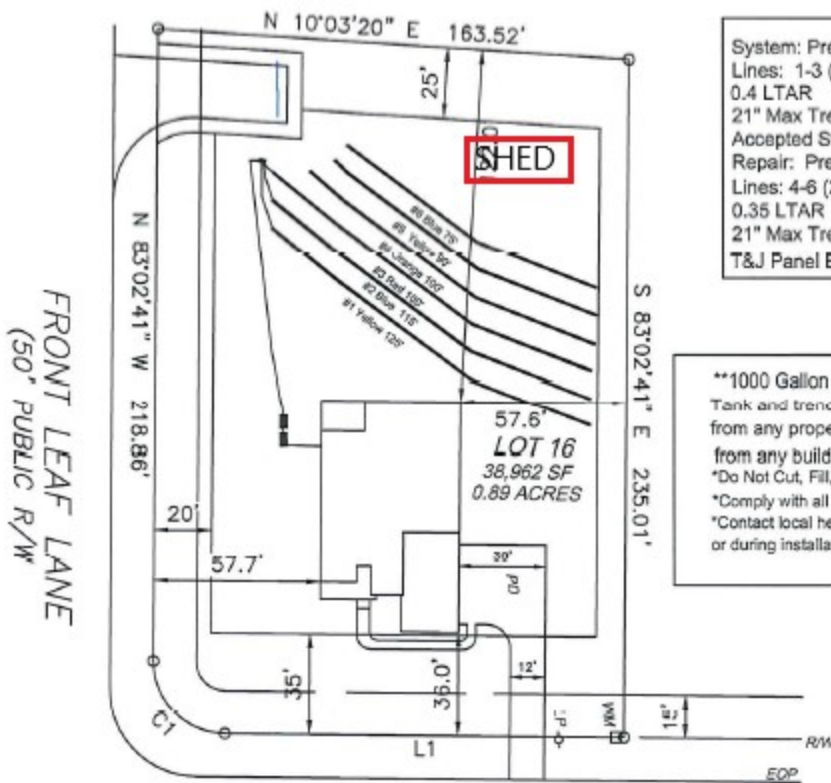 N 10°03'20" E 163.52'
25'
SHED
#6 Blue 75'
#5 Yellow 90'
#3 Red 100'
#2 Blue 115'
#1 Yellow 125'
N 83°02'41" W 218.86'
S 83°02'41" E 235.01'
FRONT LEAF LANE
(50' PUBLIC R/W
57.6'
LOT 16
38,962 SF
0.89 ACRES
20'
57.7'
PD
12'
35'
36.0'
15'
LP
WM
C1
L1
R/W
EOP
System: Pre
Lines: 1-3 (
0.4 LTAR
21" Max Tre
Accepted S
Repair: Pre
Lines: 4-6 (
0.35 LTAR
21" Max Tre
T&J Panel E
**1000 Gallon
Tank and trenc
from any prope
from any build
*Do Not Cut, Fill,
*Comply with all
*Contact local he
or during installa